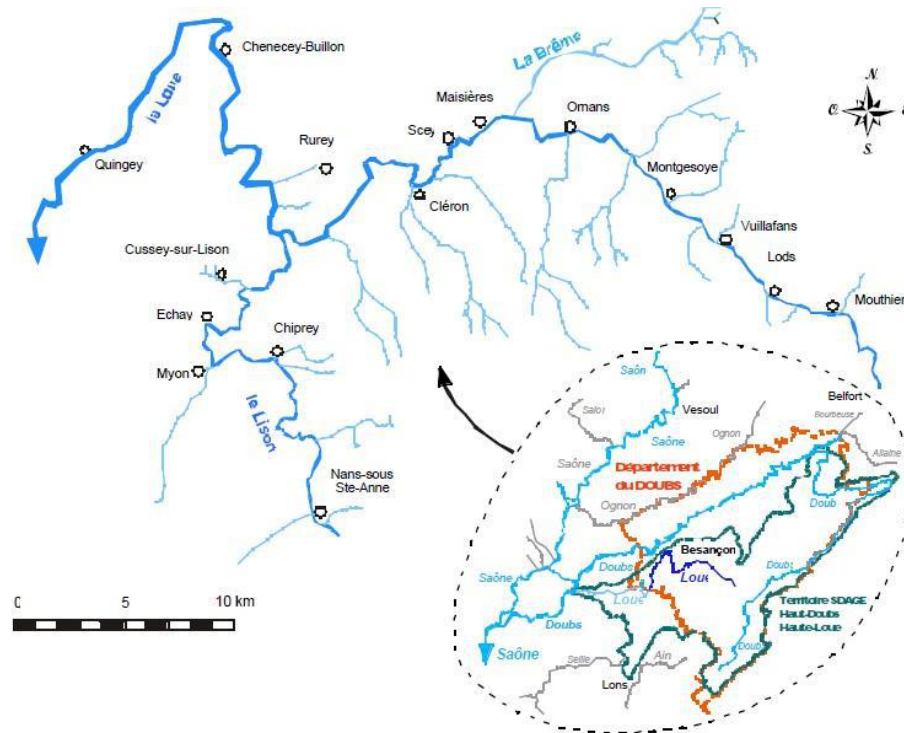 Chenecey-Buillon
la Loue
La Brême
N.
O.
E
S.
Maisières
Ornans
Scey
Rurey
Quingey
Montgesoye
Cléron
Vuillafans
Cussey-sur-Lison
Lods
Echay
Mouthier
Chiprey
Myon
le Lison
Nans-sous
Ste-Anne
0
5
10 km
Saôn
Belfort
Vesoul
Bourbeuse
Salor
Ognon
Saône
Allaine
Saône
Département
du DOUBS
Ognon
Doub
Besançon
Doubs
Loue
Doubs
Saône
Loue
Territoire SDAGE
Haut-Doubs
Haute-Loue
Doubs
Doubs
Saône
Seille
Ain
Lons